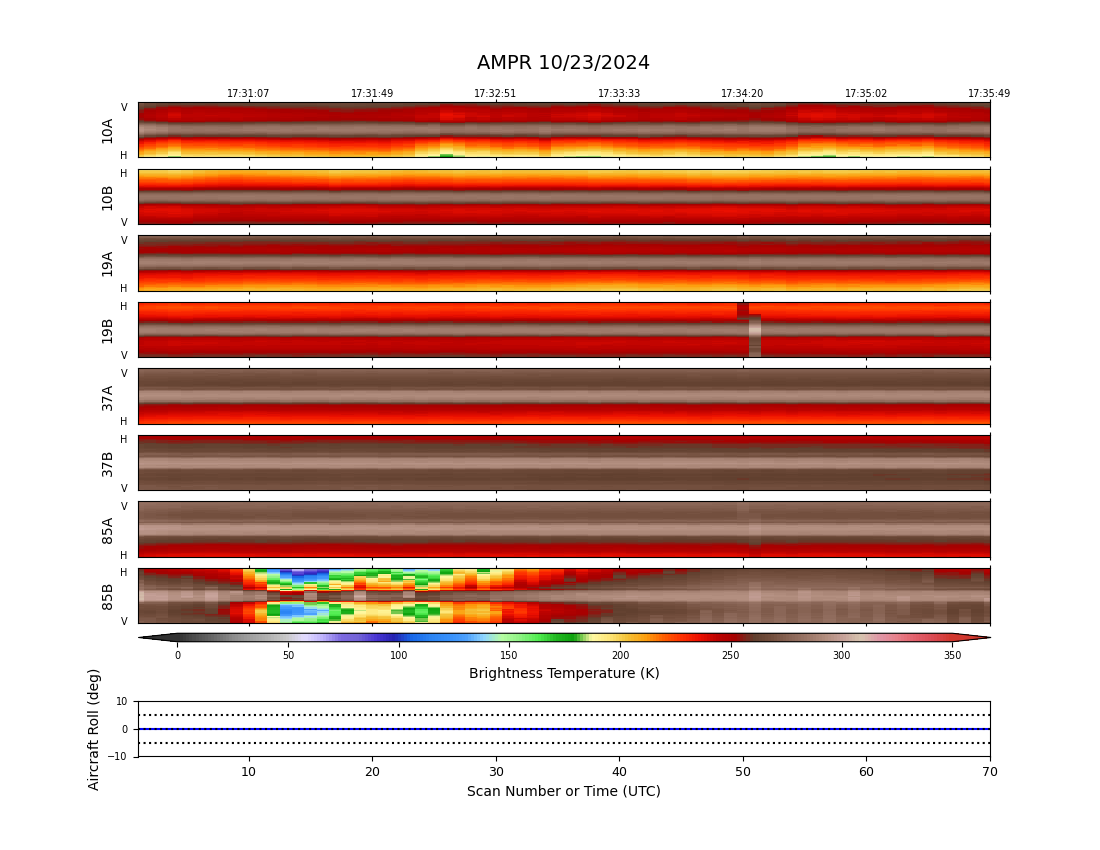 AMPR 10/23/2024
17:31:07 17:31:49 17:32:51 17:33:33 17:34:20 17:35:02 17:35:49
V
10A
H
H
10B
V
V
19A
H
H
19B
V
V
37A
H
H
37B
V
V
85A
H
H
85B
V
0 50 100 150 200 250 300 350
Brightness Temperature (K)
Aircraft Roll (deg)
10
0
−10
10 20 30 40 50 60 70
Scan Number or Time (UTC)